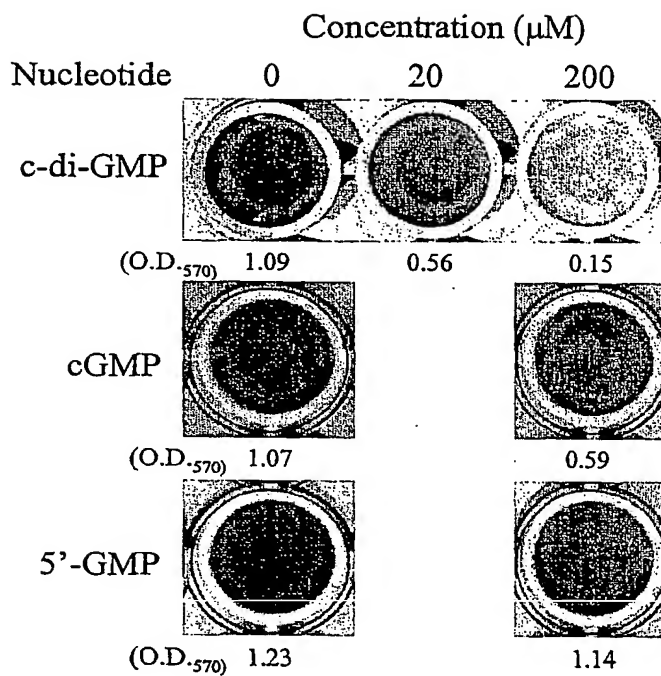 Concentration (μM)
Nucleotide 0 20 200
c-di-GMP
(O.D.570) 1.09 0.56 0.15
cGMP
(O.D.570) 1.07 0.59
5'-GMP
(O.D.570) 1.23 1.14